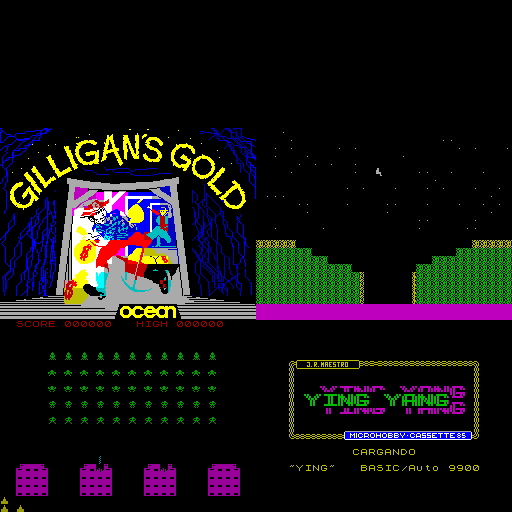 GILLIGAN'S GOLD
ocean
SCORE 000000 HIGH 000000
J.R.MAESTRO
YING YANG
MICROHOBBY-CASSETTE 85
CARGANDO
"YING" BASIC/Auto 9900